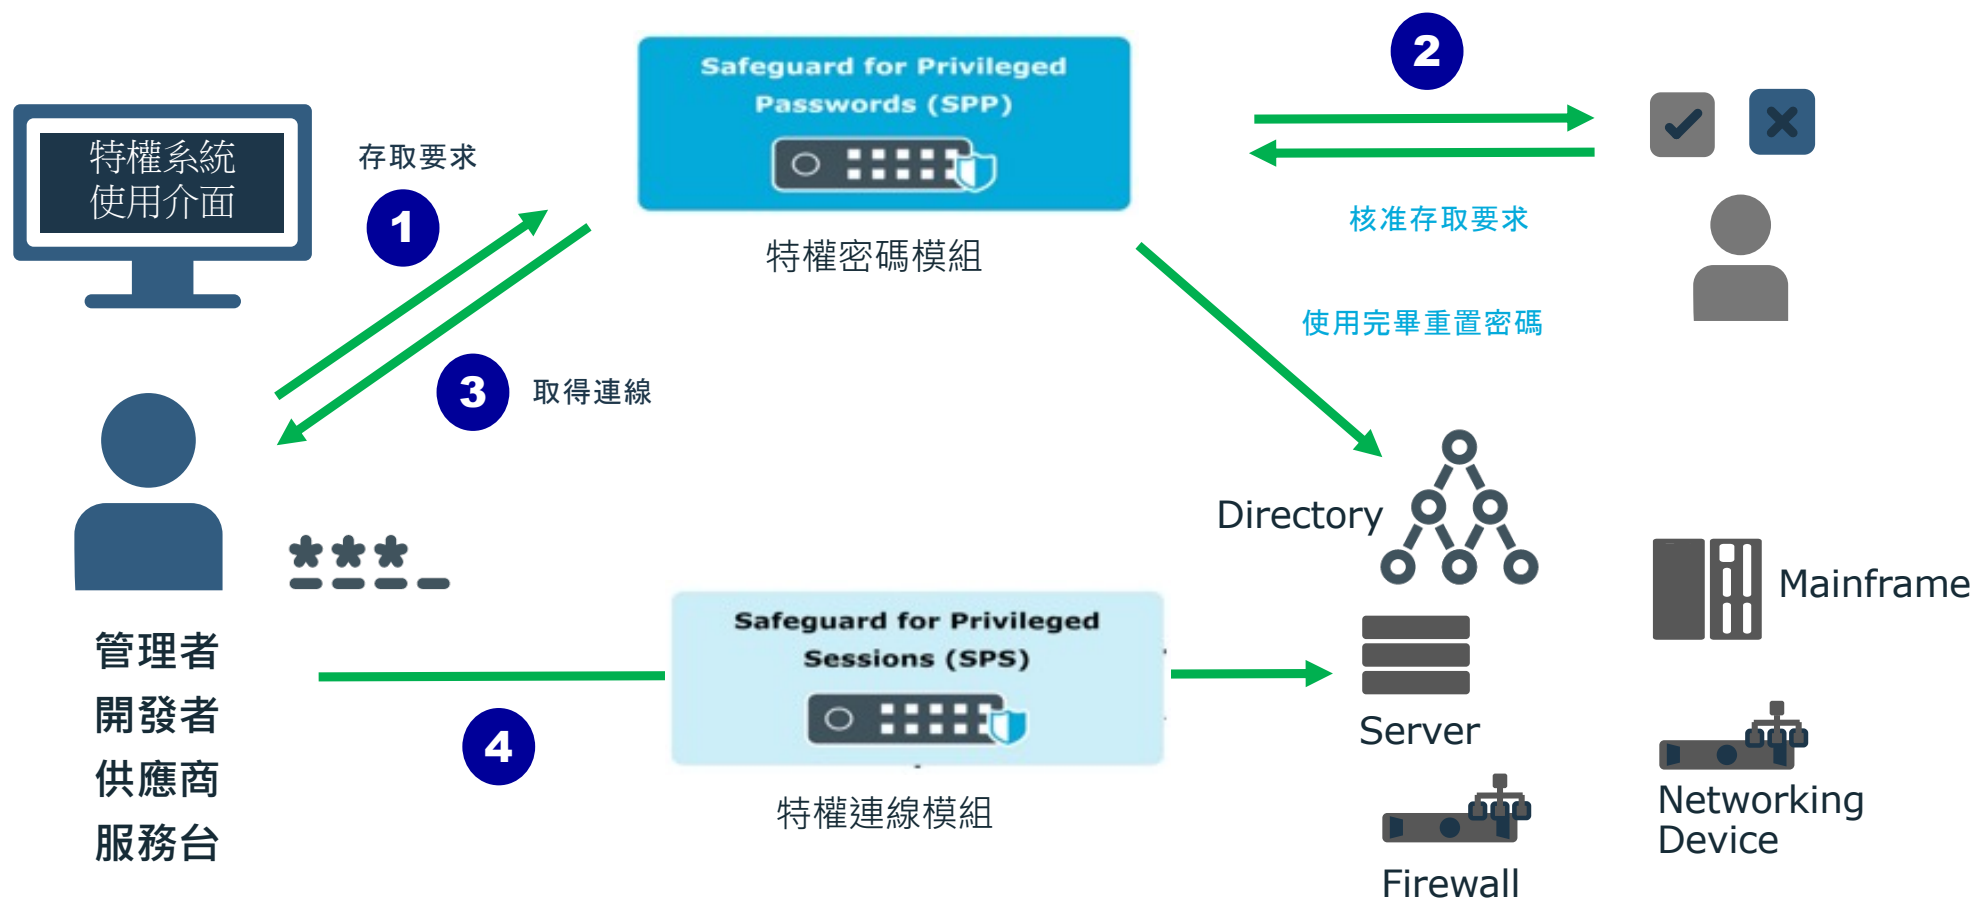 Safeguard for Privileged
Passwords (SPP)
2
特權系統
使用介面
存取要求
1
核准存取要求
特權密碼模組
使用完畢重置密碼
3
取得連線
Directory
***_
Mainframe
Safeguard for Privileged
Sessions (SPS)
管理者
開發者
供應商
服務台
4
Server
特權連線模組
Networking
Device
Firewall